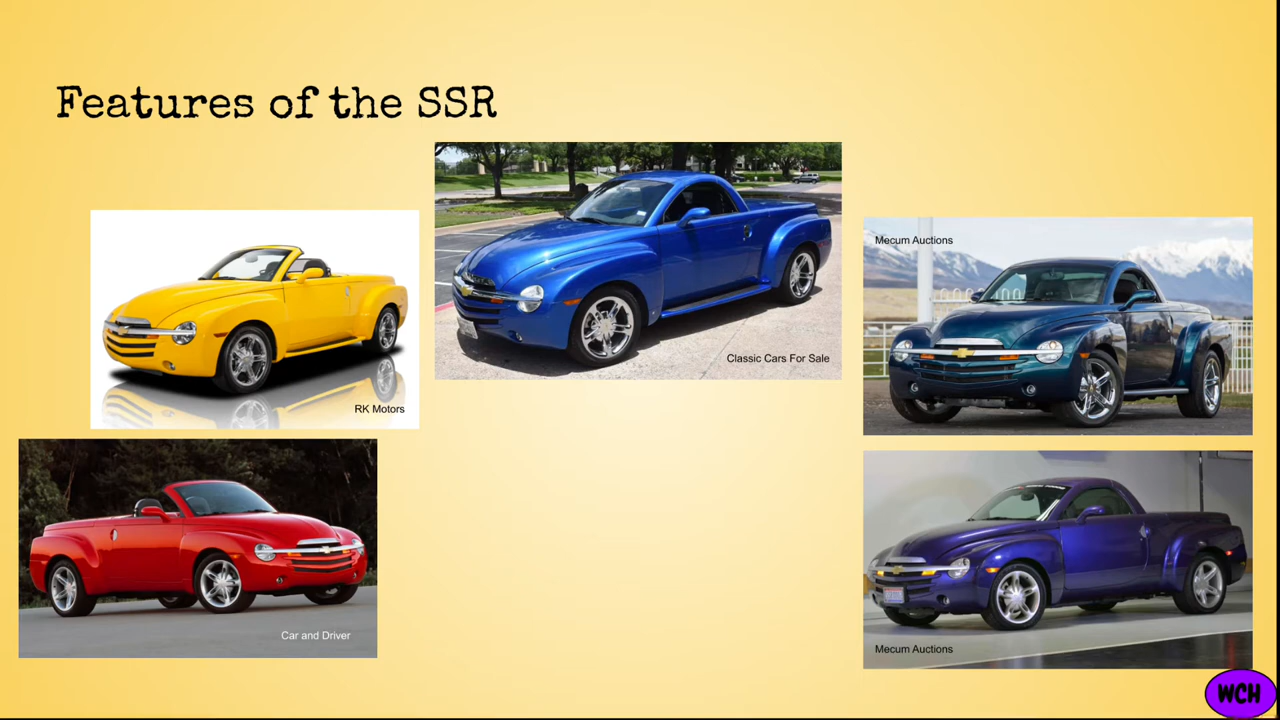 Features of the SSR
Classic Cars For Sale
RK Motors
Mecum Auctions
Car and Driver
Mecum Auctions
WCH